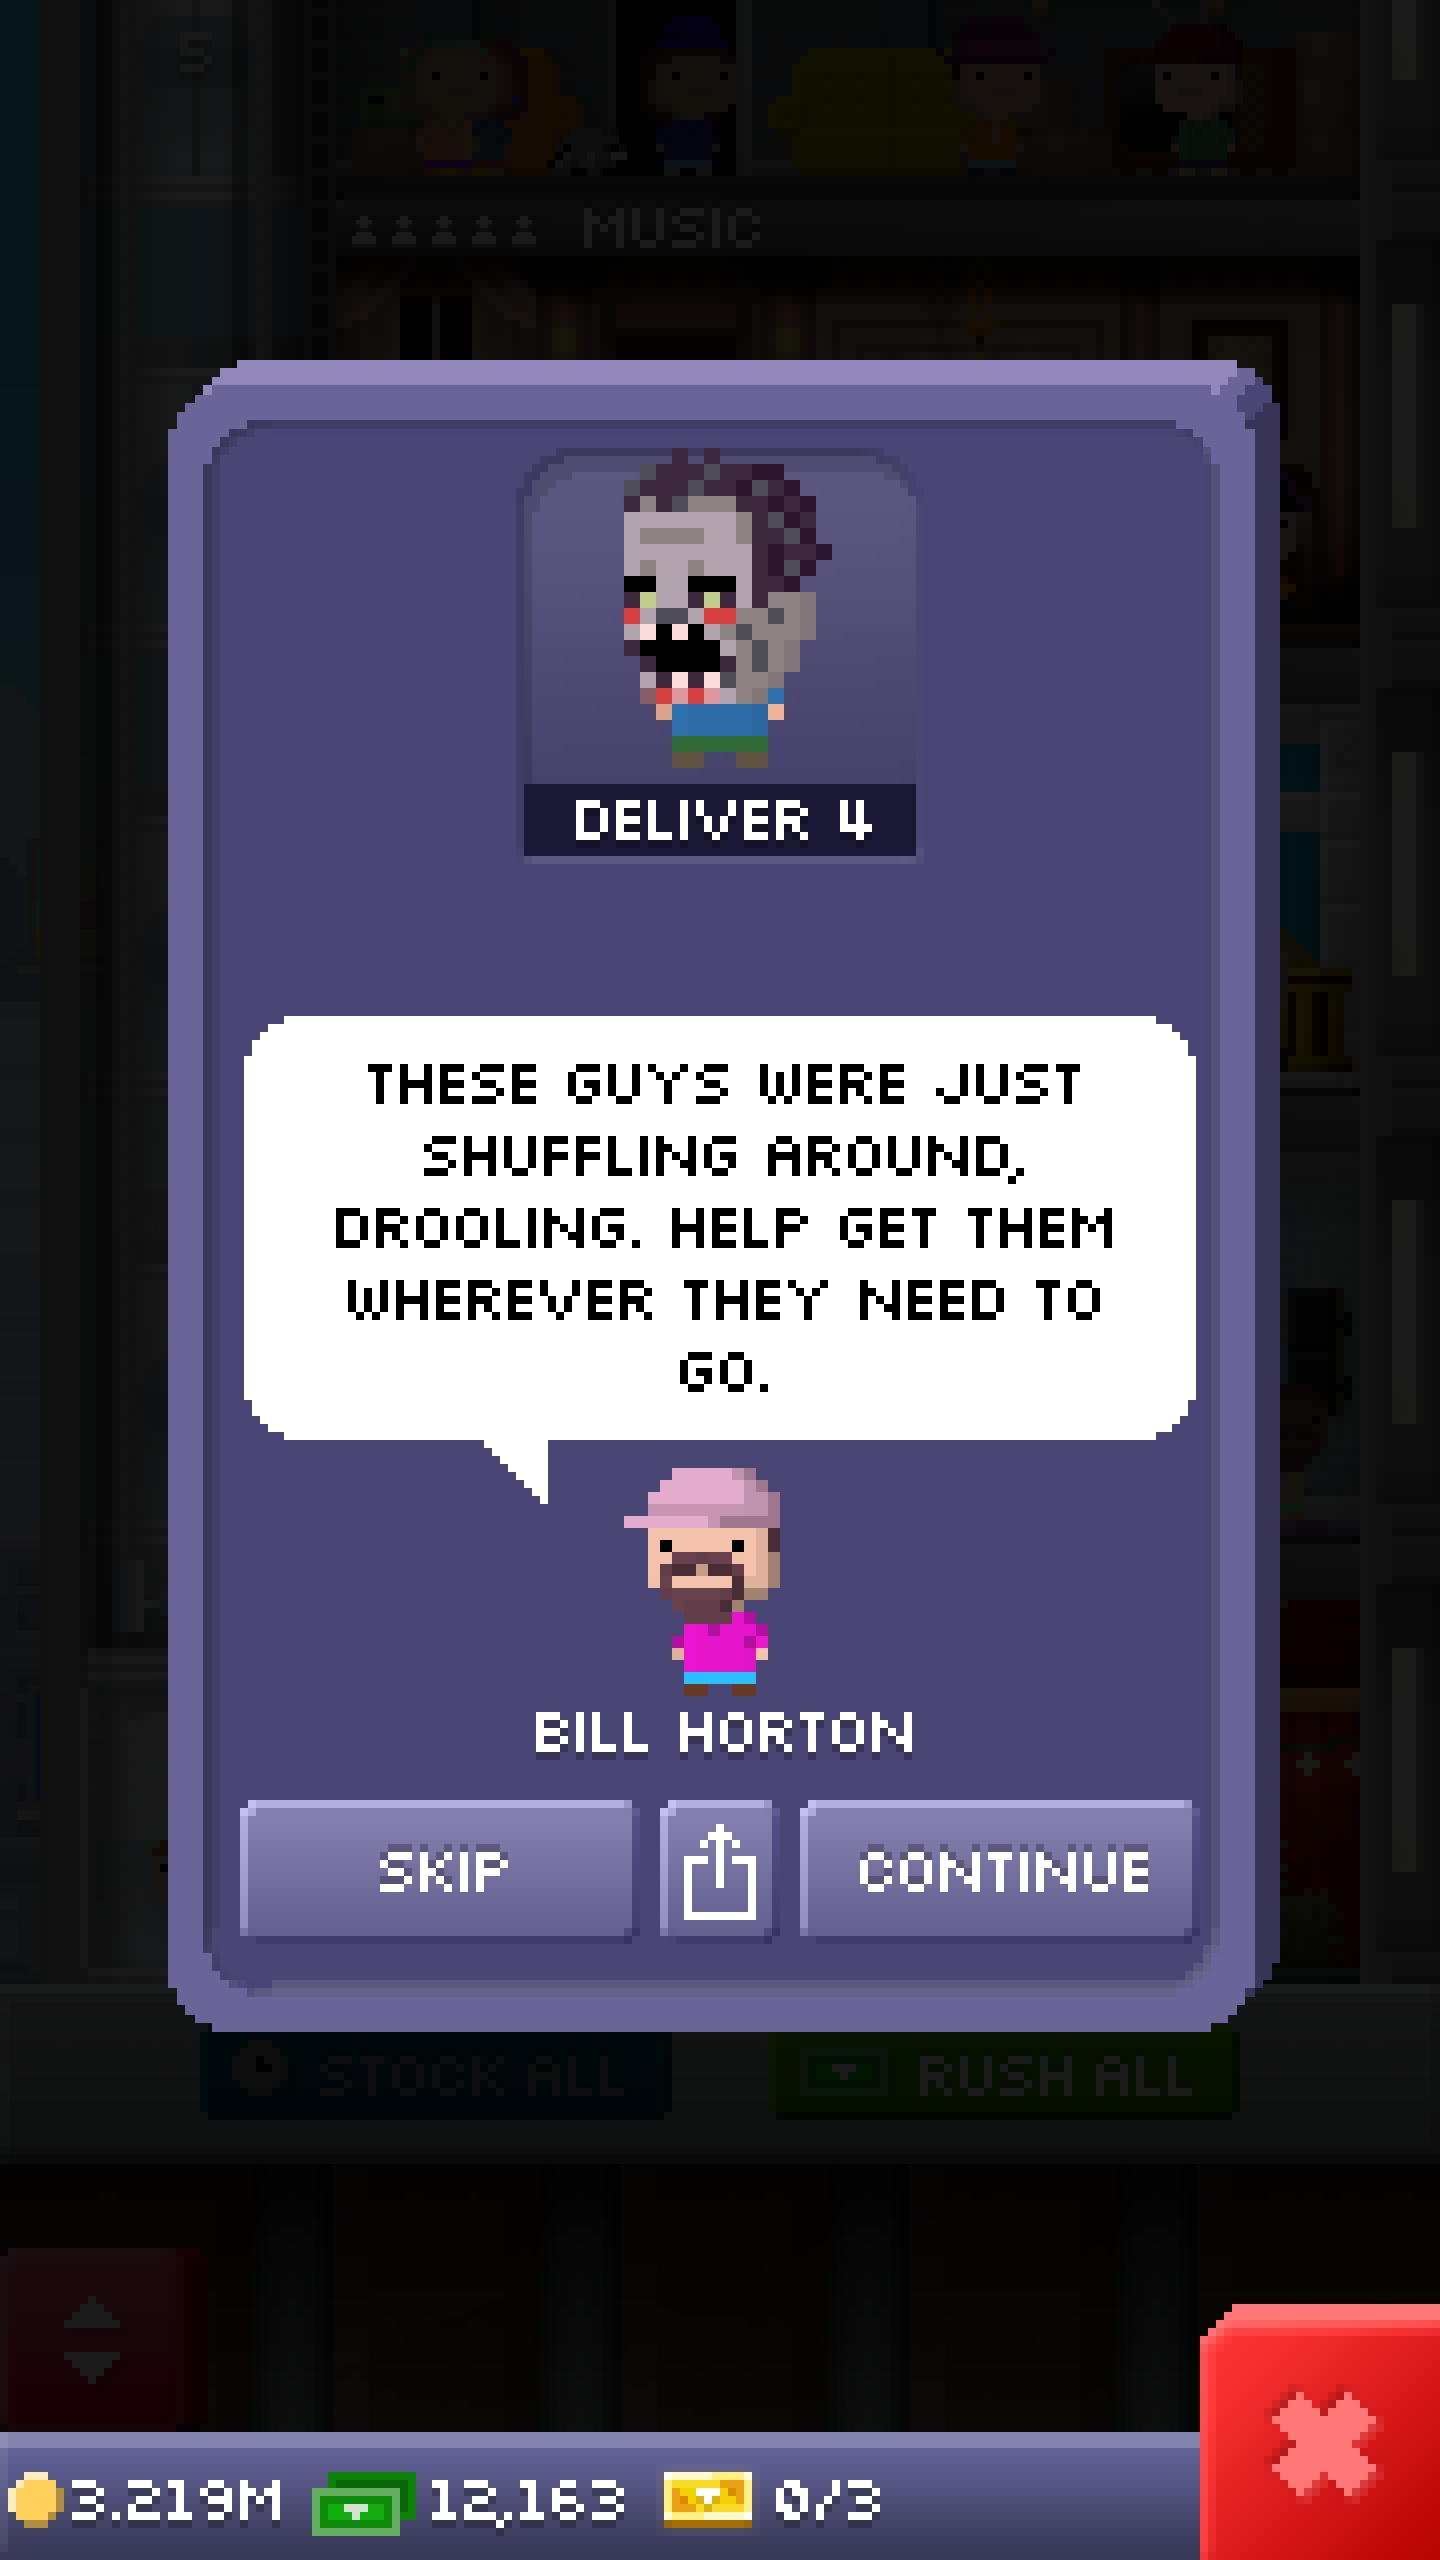 5
MUSIC
DELIVER 4
THESE GUYS WERE JUST
SHUFFLING AROUND,
DROOLING. HELP GET THEM
WHEREVER THEY NEED TO
GO.
BILL HORTON
SKIP
CONTINUE
STOCK ALL
RUSH ALL
3.219M
12,163
0/3